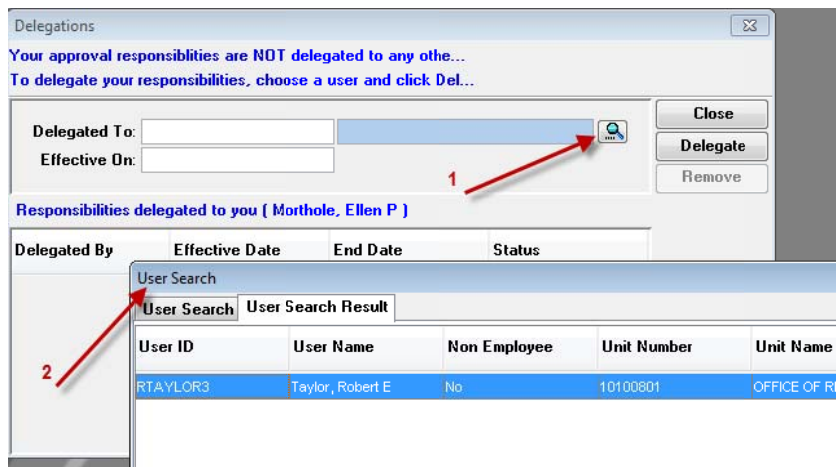 Delegations
Your approval responsiblities are NOT delegated to any othe...
To delegate your responsibilities, choose a user and click Del...
Close
Delegated To:
Delegate
Effective On:
1
Remove
Responsibilities delegated to you ( Morthole, Ellen P )
Delegated By Effective Date End Date Status
User Search
User Search User Search Result
User ID User Name Non Employee Unit Number Unit Name
2
RTAYLOR3 Taylor, Robert E No 10100801 OFFICE OF